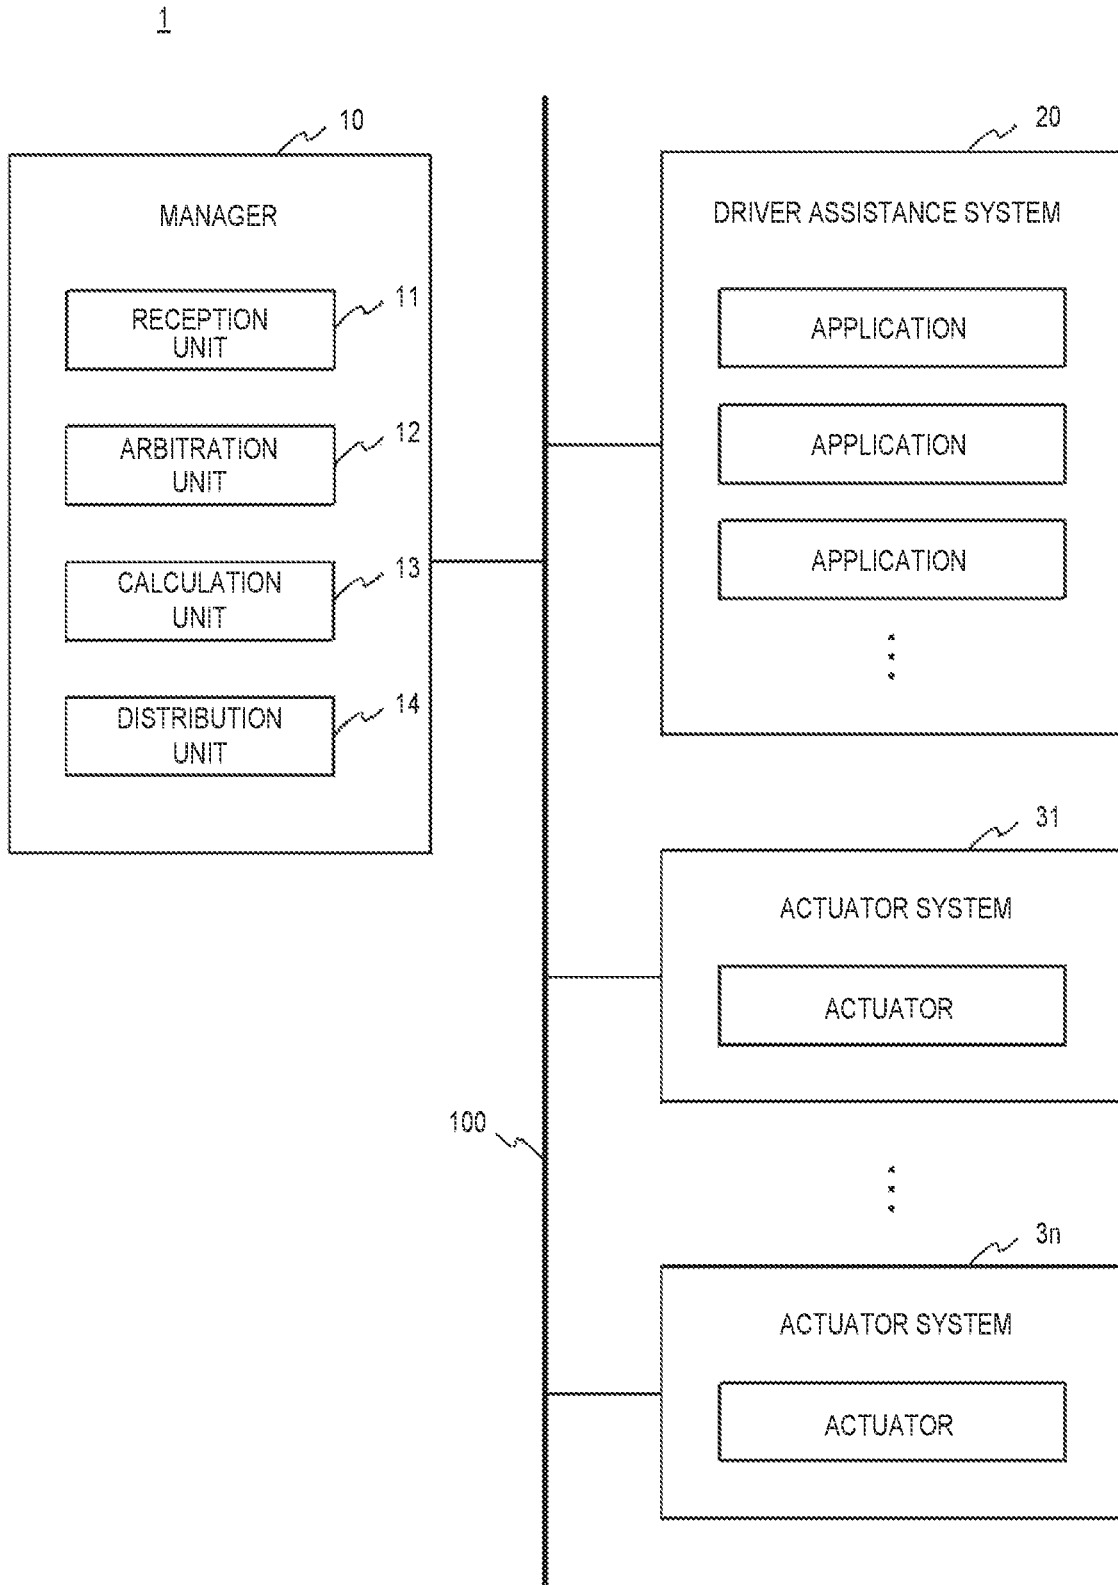 1
10
MANAGER
11
RECEPTION
UNIT
12
ARBITRATION
UNIT
13
CALCULATION
UNIT
14
DISTRIBUTION
UNIT
20
DRIVER ASSISTANCE SYSTEM
APPLICATION
APPLICATION
APPLICATION
31
ACTUATOR SYSTEM
ACTUATOR
100
3n
ACTUATOR SYSTEM
ACTUATOR